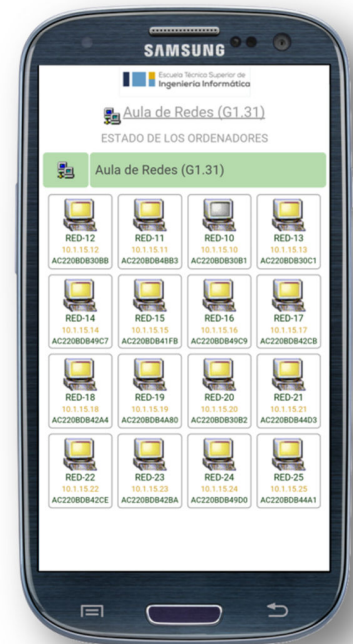 SAMSUNG
Escuela Técnica Superior de
Ingeniería Informática
Aula de Redes (G1.31)
ESTADO DE LOS ORDENADORES
Aula de Redes (G1.31)
RED-12 RED-11 RED-10 RED-13
10.1.15.12 10.1.15.11 10.1.15.10 10.1.15.13
AC220BDB30BB AC220BDB4BB3 AC220BDB30B1 AC220BDB30C1
RED-14 RED-15 RED-16 RED-17
10.1.15.14 10.1.15.15 10.1.15.16 10.1.15.17
AC220BDB49C7 AC220BDB41FB AC220BDB49C9 AC220BDB42CB
RED-18 RED-19 RED-20 RED-21
10.1.15.18 10.1.15.19 10.1.15.20 10.1.15.21
AC220BDB42A4 AC220BDB4A80 AC220BDB30B2 AC220BDB44D3
RED-22 RED-23 RED-24 RED-25
10.1.15.22 10.1.15.23 10.1.15.24 10.1.15.25
AC220BDB42CE AC220BDB42BA AC220BDB49D0 AC220BDB44A1